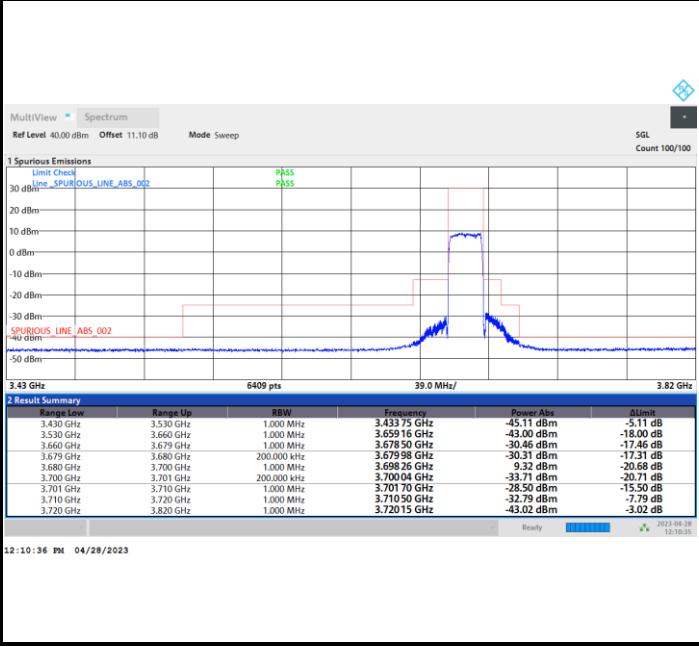 MultiView Spectrum
Ref Level 40.00 dBm Offset 11.10 dB Mode Sweep SGL
Count 100/100
1 Spurious Emissions
Limit Check PASS
Line _SPURIOUS_LINE_ABS_002 PASS
30 dBm
20 dBm
10 dBm
0 dBm
-10 dBm
-20 dBm
-30 dBm
SPURIOUS_LINE_ABS_002
-40 dBm
-50 dBm
3.43 GHz 6409 pts 39.0 MHz/ 3.82 GHz
2 Result Summary
Range Low Range Up RBW Frequency Power Abs ΔLimit
3.430 GHz 3.530 GHz 1.000 MHz 3.433 75 GHz -45.11 dBm -5.11 dB
3.530 GHz 3.660 GHz 1.000 MHz 3.659 16 GHz -43.00 dBm -18.00 dB
3.660 GHz 3.679 GHz 1.000 MHz 3.678 50 GHz -30.46 dBm -17.46 dB
3.679 GHz 3.680 GHz 200.000 kHz 3.679 98 GHz -30.31 dBm -17.31 dB
3.680 GHz 3.700 GHz 1.000 MHz 3.698 26 GHz 9.32 dBm -20.68 dB
3.700 GHz 3.701 GHz 200.000 kHz 3.700 04 GHz -33.71 dBm -20.71 dB
3.701 GHz 3.710 GHz 1.000 MHz 3.701 70 GHz -28.50 dBm -15.50 dB
3.710 GHz 3.720 GHz 1.000 MHz 3.710 50 GHz -32.79 dBm -7.79 dB
3.720 GHz 3.820 GHz 1.000 MHz 3.720 15 GHz -43.02 dBm -3.02 dB
Ready 2023-04-28
12:10:35
12:10:36 PM 04/28/2023